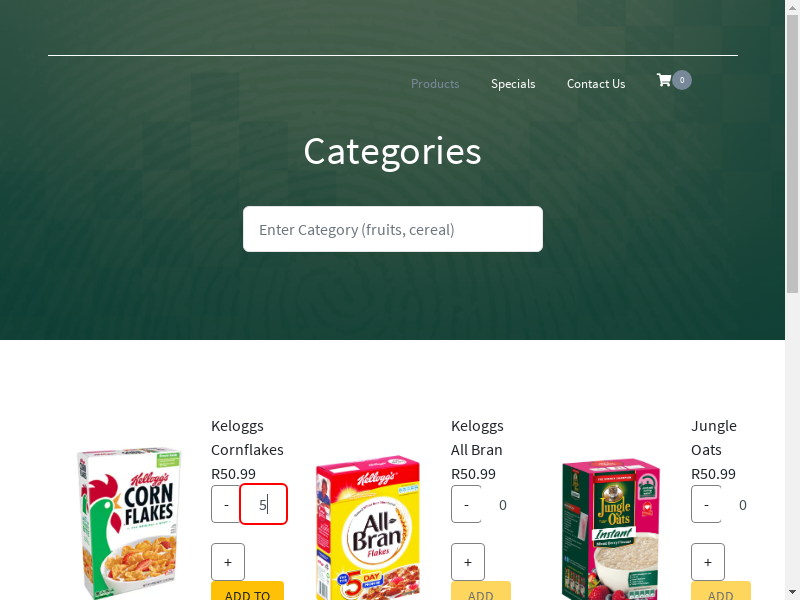 Products
Specials
Contact Us
0
Categories
Enter Category (fruits, cereal)
Keloggs
Cornflakes
R50.99
-
5
+
ADD TO
Kellogg's
CORN
FLAKES
Keloggs
All Bran
R50.99
-
0
+
ADD
Kellogg's
All-
Bran
Flakes
5 DAY
Jungle
Oats
R50.99
-
0
+
ADD
Jungle
Oats
Instant